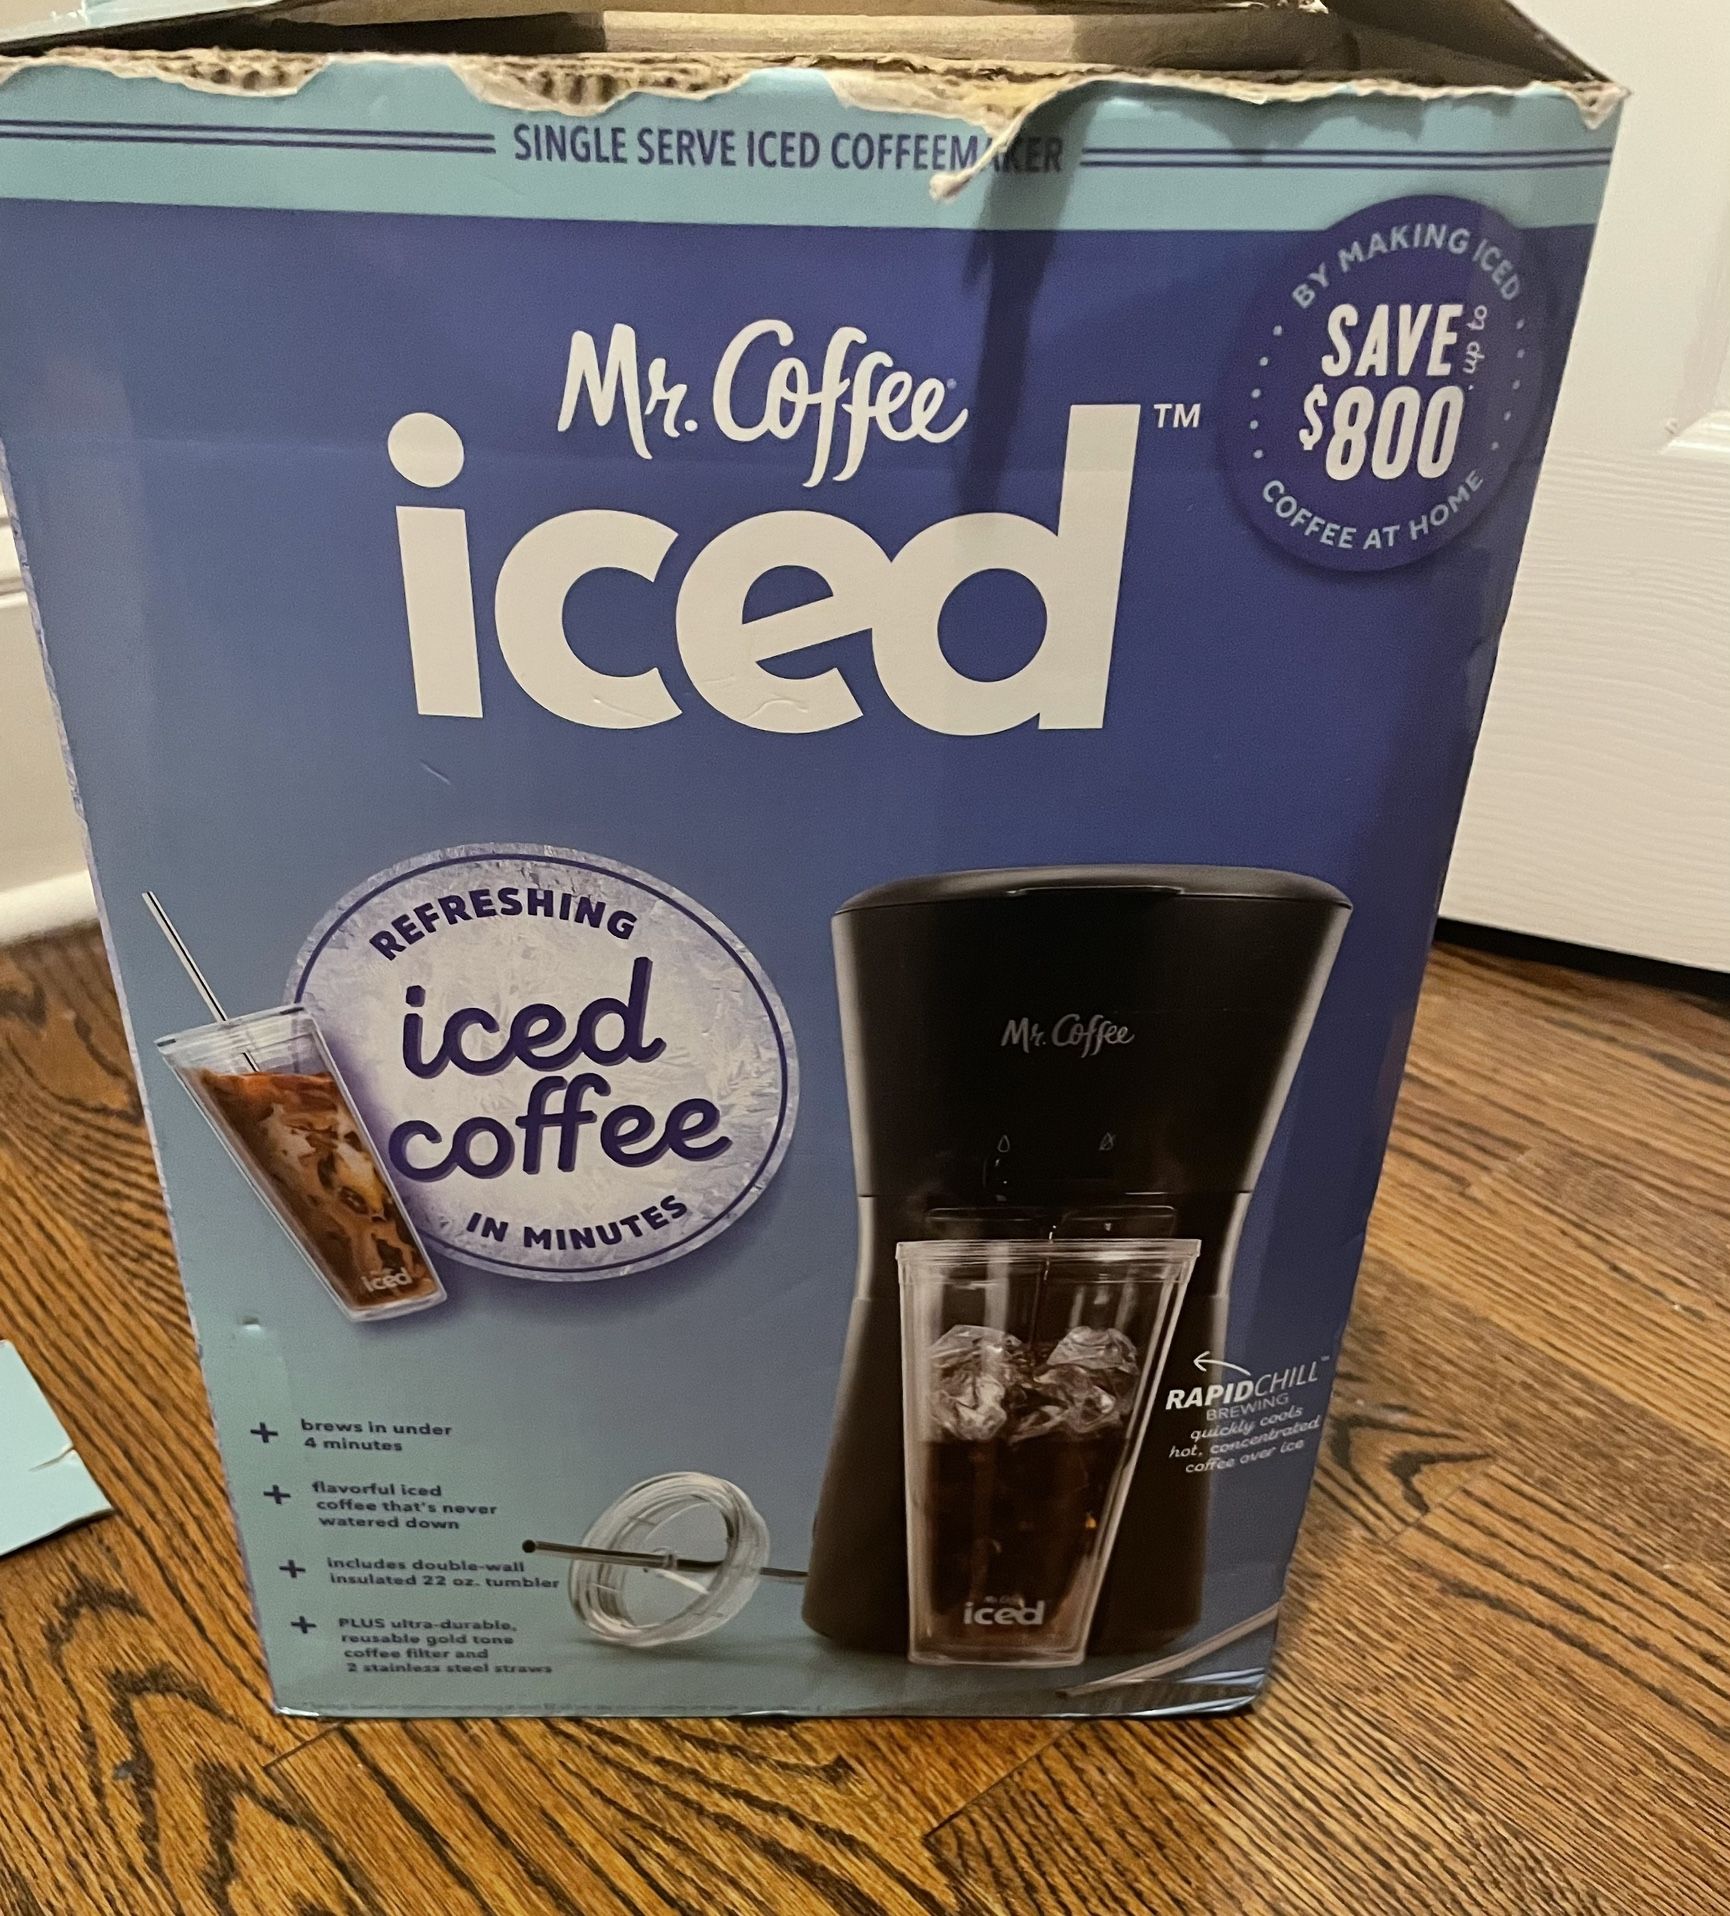 SINGLE SERVE ICED COFFEEMAKER
BY MAKING ICED
SAVE up to
$800
COFFEE AT HOME
Mr. Coffee
iced™
REFRESHING
iced
coffee
IN MINUTES
iced
Mr. Coffee
RAPIDCHILL™
BREWING
quickly cools
hot, concentrated
coffee over ice
iced
+ brews in under
4 minutes
+ flavorful iced
coffee that's never
watered down
+ includes double-wall
insulated 22 oz. tumbler
+ PLUS ultra-durable,
reusable gold tone
coffee filter and
2 stainless steel straws